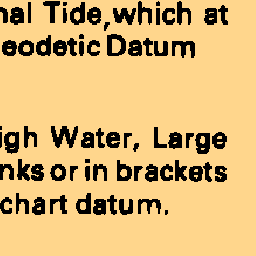 nal Tide,which at
eodetic Datum
igh Water, Large
nks or in brackets
chart datum.